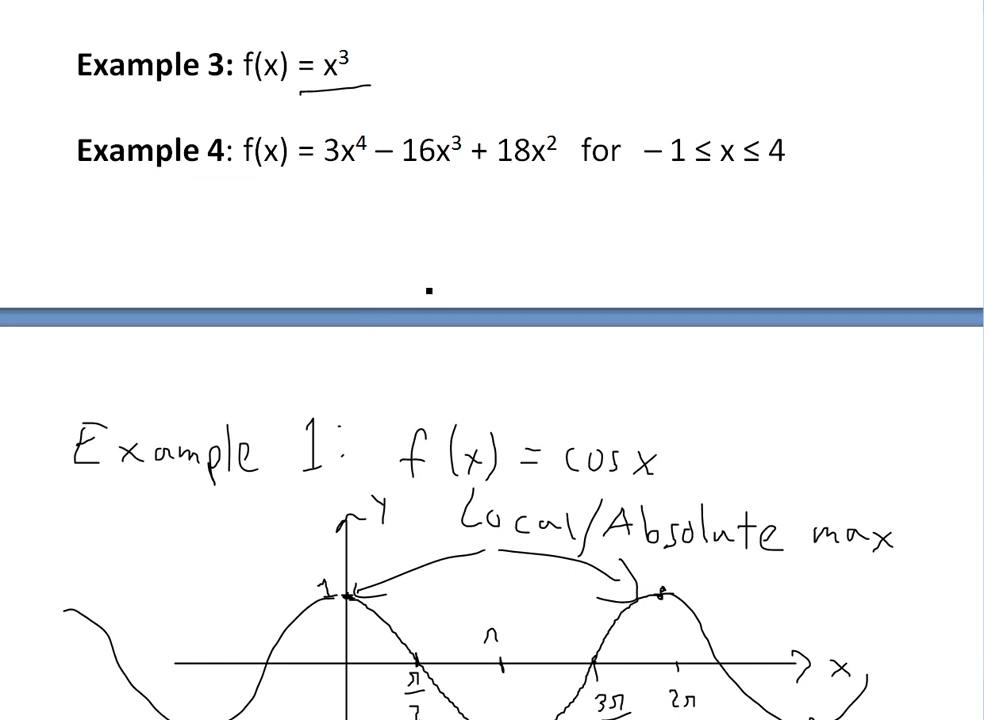 Example 3: f(x) = x³
Example 4: f(x) = 3x⁴ – 16x³ + 18x² for – 1 ≤ x ≤ 4
Example 1: f(x) = cos x
y Local/Absolute max
1
π
x
π/2 3π 2π